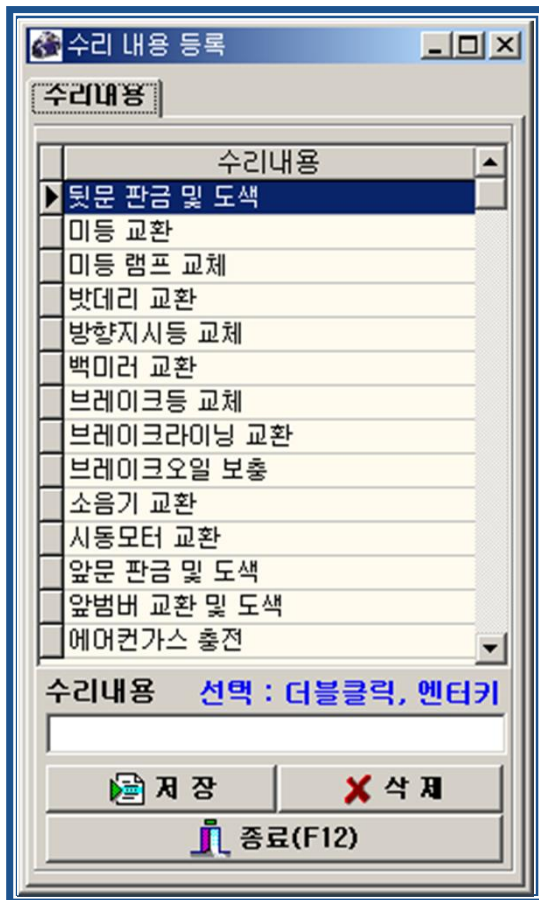 수리 내용 등록
수리내용
수리내용
뒷문 판금 및 도색
미등 교환
미등 램프 교체
밧데리 교환
방향지시등 교체
백미러 교환
브레이크등 교체
브레이크라이닝 교환
브레이크오일 보충
소음기 교환
시동모터 교환
앞문 판금 및 도색
앞범버 교환 및 도색
에어컨가스 충전
수리내용 선택 : 더블클릭, 엔터키
저 장 삭 제
종료(F12)